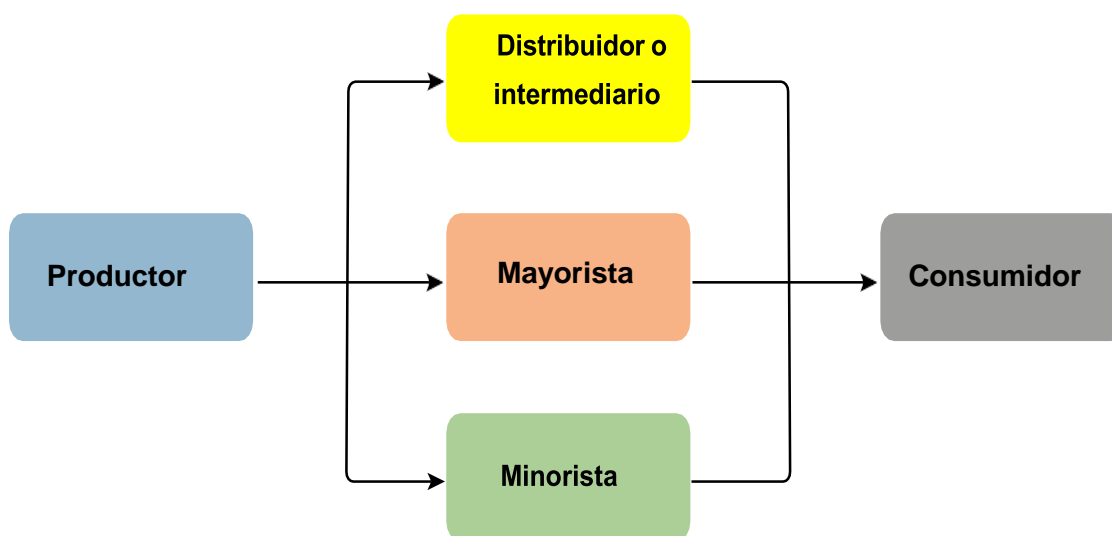 Distribuidor o
intermediario
Productor
Mayorista
Consumidor
Minorista